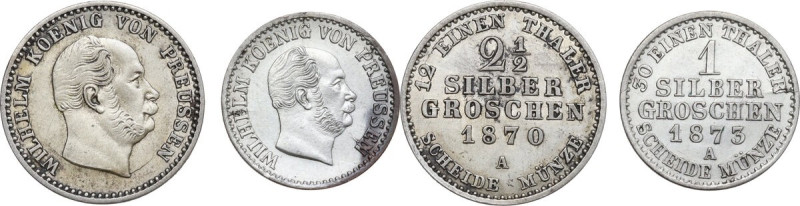 WILHELM KOENIG VON PREUSSEN
WILHELM KOENIG VON PREUSSEN
12 EINEN THALER
2 1/2
SILBER
GROSCHEN
1870
A
SCHEIDE MÜNZE
30 EINEN THALER
1
SILBER
GROSCHEN
1873
A
SCHEIDE MÜNZE